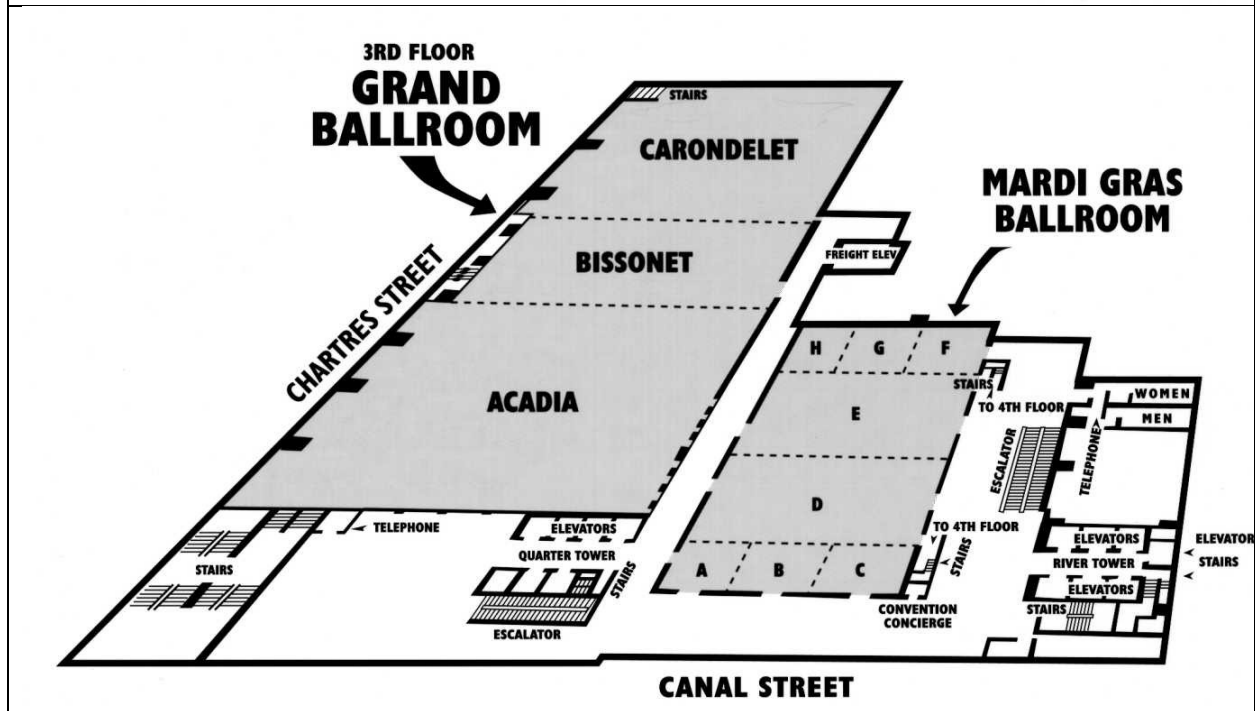 3RD FLOOR
GRAND
BALLROOM
STAIRS
CARONDELET
MARDI GRAS
BALLROOM
FREIGHT ELEV
BISSONET
CHARTRES STREET
H
G
F
STAIRS
TO 4TH FLOOR
WOMEN
MEN
ACADIA
E
ESCALATOR
TELEPHONE
D
TELEPHONE
ELEVATORS
TO 4TH FLOOR
STAIRS
ELEVATORS
ELEVATOR
STAIRS
QUARTER TOWER
RIVER TOWER
STAIRS
A
B
C
ELEVATORS
STAIRS
CONVENTION
CONCIERGE
STAIRS
ESCALATOR
CANAL STREET